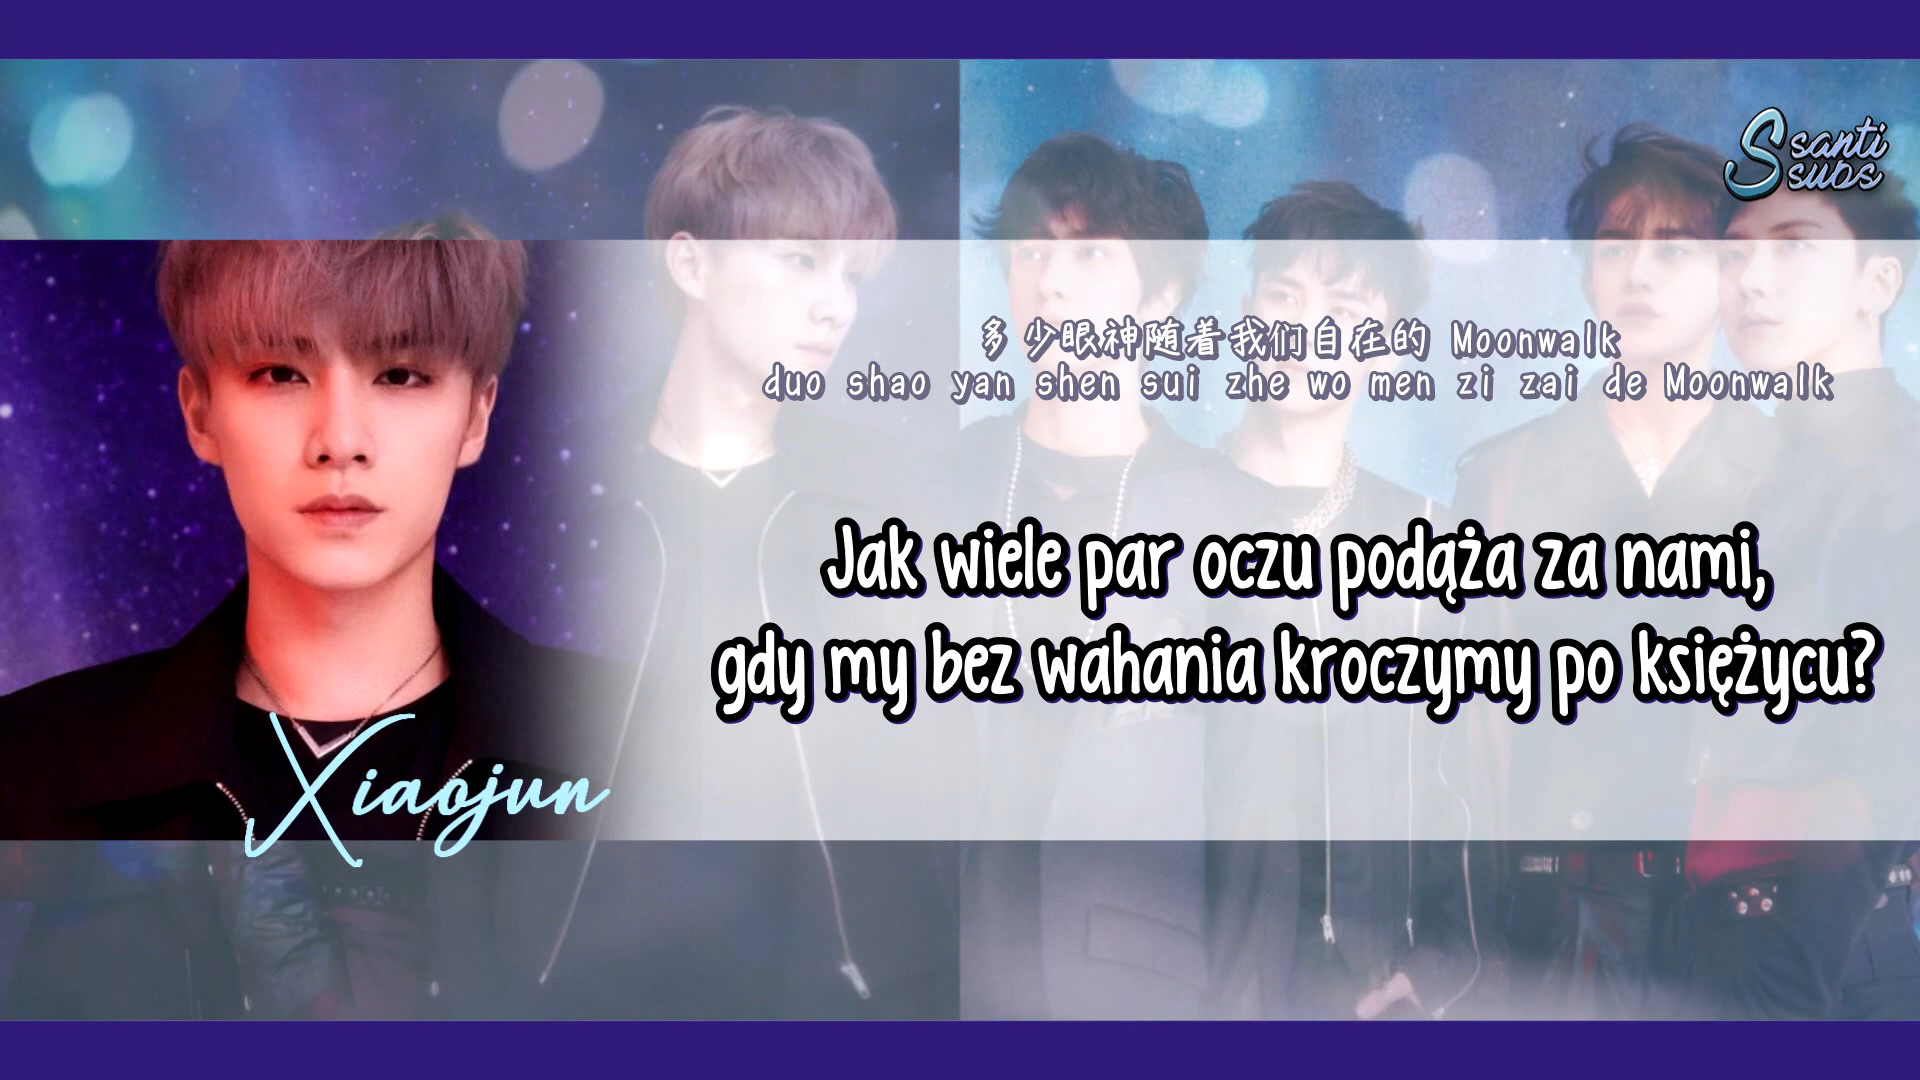 Ssanti
subs
多少眼神随着我们自在的 Moonwalk
duo shao yan shen sui zhe wo men zi zai de Moonwalk
Jak wiele par oczu podąża za nami,
gdy my bez wahania kroczymy po księżycu?
Xiaojun